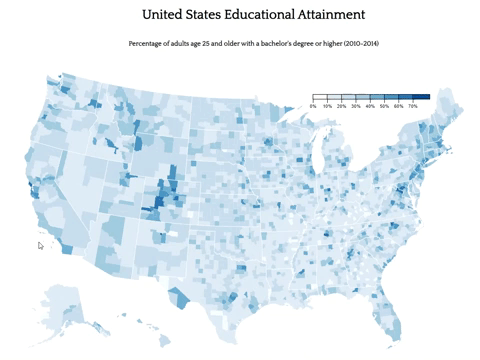 United States Educational Attainment
Percentage of adults age 25 and older with a bachelor's degree or higher (2010-2014)
0% 10% 20% 30% 40% 50% 60% 70%